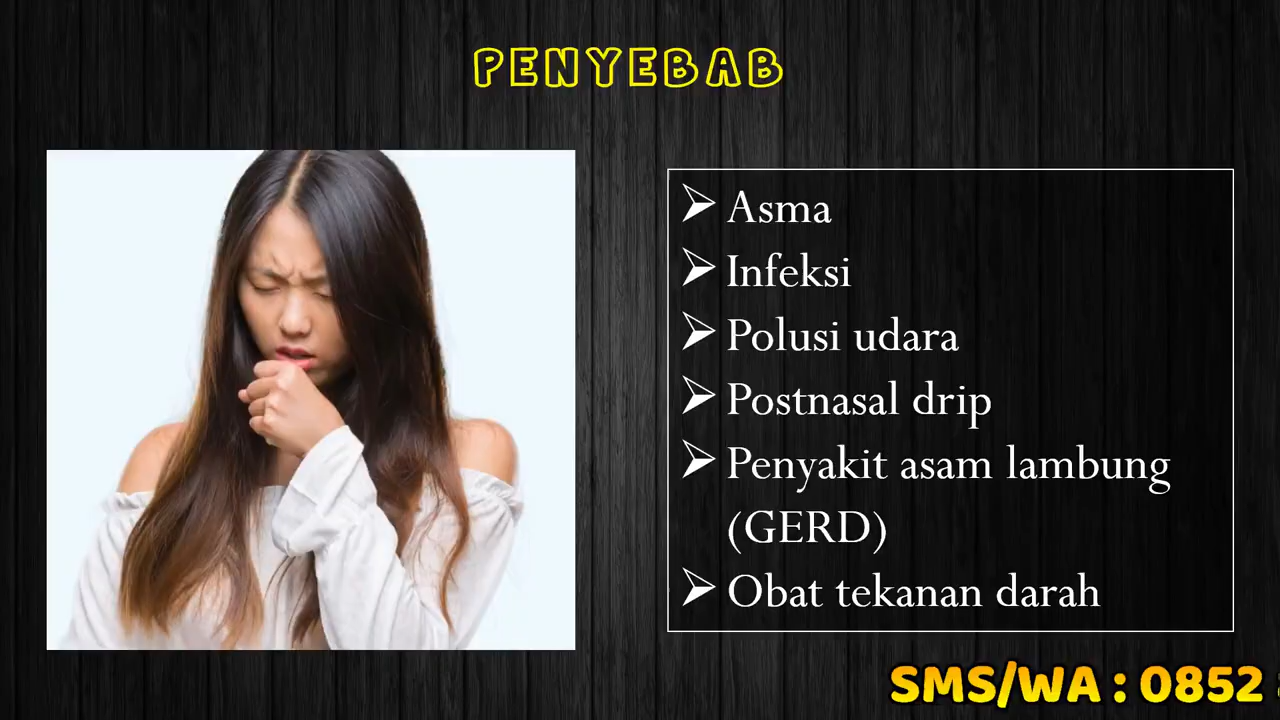 PENYEBAB
Asma
Infeksi
Polusi udara
Postnasal drip
Penyakit asam lambung
(GERD)
Obat tekanan darah
SMS/WA : 0852